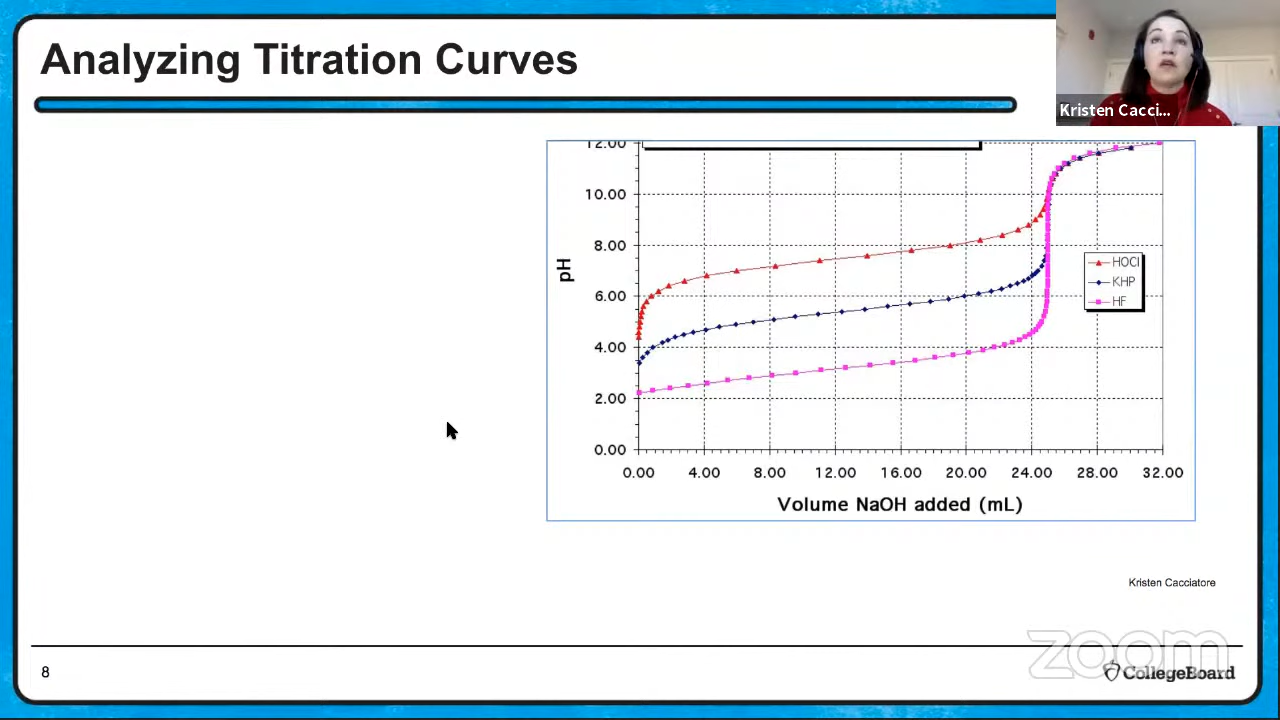 Analyzing Titration Curves
Kristen Cacci...
12.00
10.00
8.00
6.00
4.00
2.00
0.00
pH
HOCl
KHP
HF
0.00 4.00 8.00 12.00 16.00 20.00 24.00 28.00 32.00
Volume NaOH added (mL)
Kristen Cacciatore
zoom
8
CollegeBoard